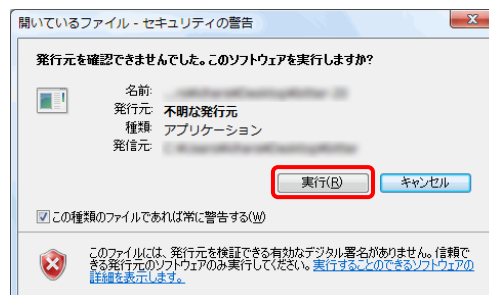 開いているファイル - セキュリティの警告
発行元を確認できませんでした。このソフトウェアを実行しますか?
名前:
発行元: 不明な発行元
種類: アプリケーション
発信元:
実行(R) キャンセル
この種類のファイルであれば常に警告する(W)
このファイルには、発行元を検証できる有効なデジタル署名がありません。信頼で
きる発行元のソフトウェアのみ実行してください。実行することのできるソフトウェアの
詳細を表示します。